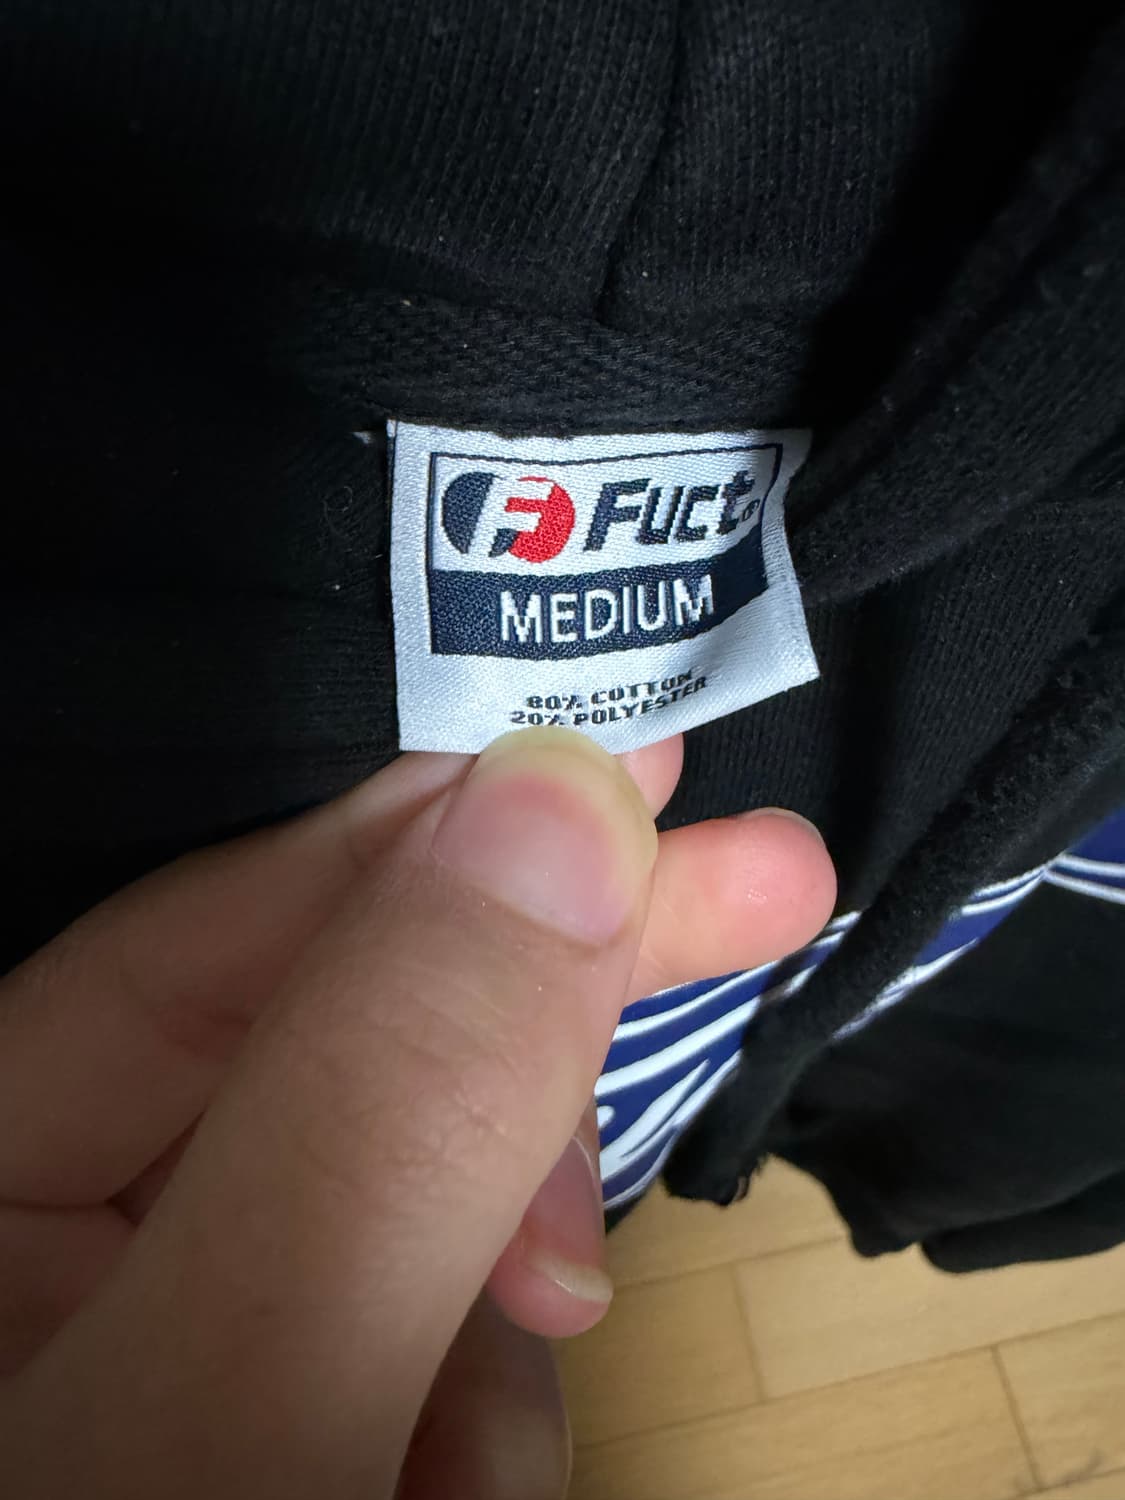 F Fuct®
MEDIUM
80% COTTON
20% POLYESTER